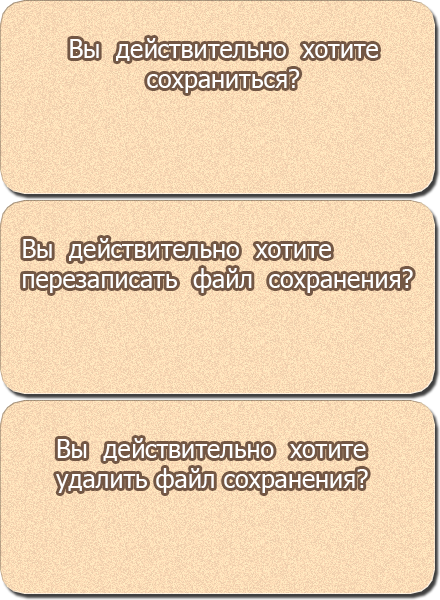 Вы действительно хотите
сохраниться?
Вы действительно хотите
перезаписать файл сохранения?
Вы действительно хотите
удалить файл сохранения?